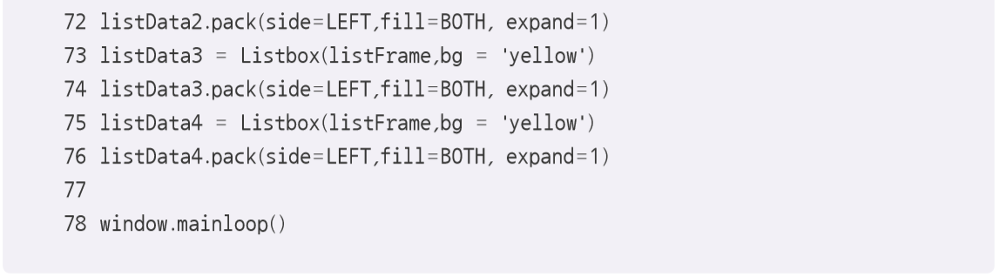 72 listData2.pack(side=LEFT,fill=BOTH, expand=1)
73 listData3 = Listbox(listFrame,bg = 'yellow')
74 listData3.pack(side=LEFT,fill=BOTH, expand=1)
75 listData4 = Listbox(listFrame,bg = 'yellow')
76 listData4.pack(side=LEFT,fill=BOTH, expand=1)
77
78 window.mainloop()